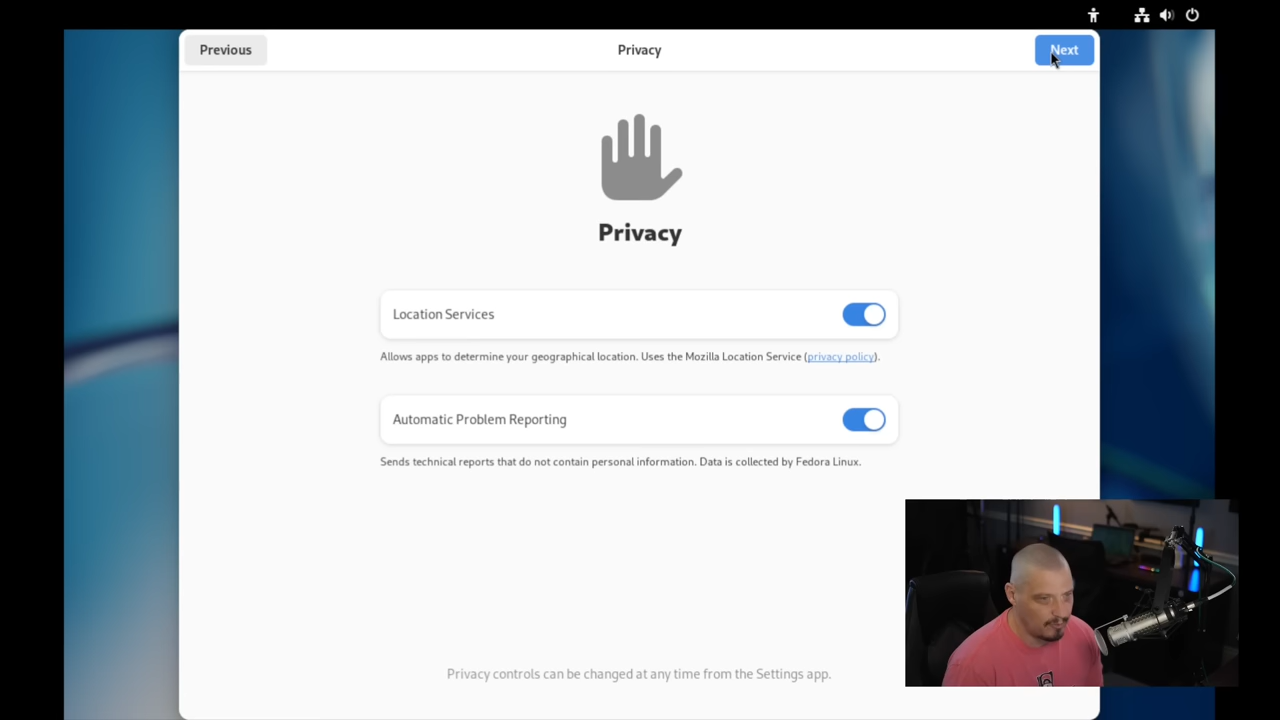 Previous
Privacy
Next
Privacy
Location Services
Allows apps to determine your geographical location. Uses the Mozilla Location Service (privacy policy).
Automatic Problem Reporting
Sends technical reports that do not contain personal information. Data is collected by Fedora Linux.
Privacy controls can be changed at any time from the Settings app.